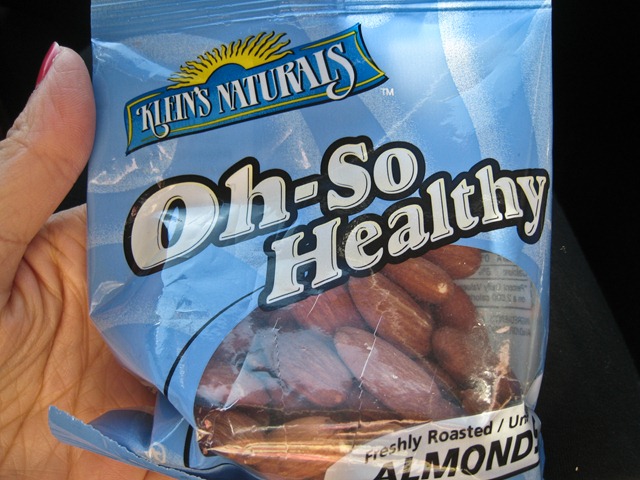 KLEIN'S NATURALS
TM
Oh-So
Healthy
Freshly Roasted / Un
ALMONDS